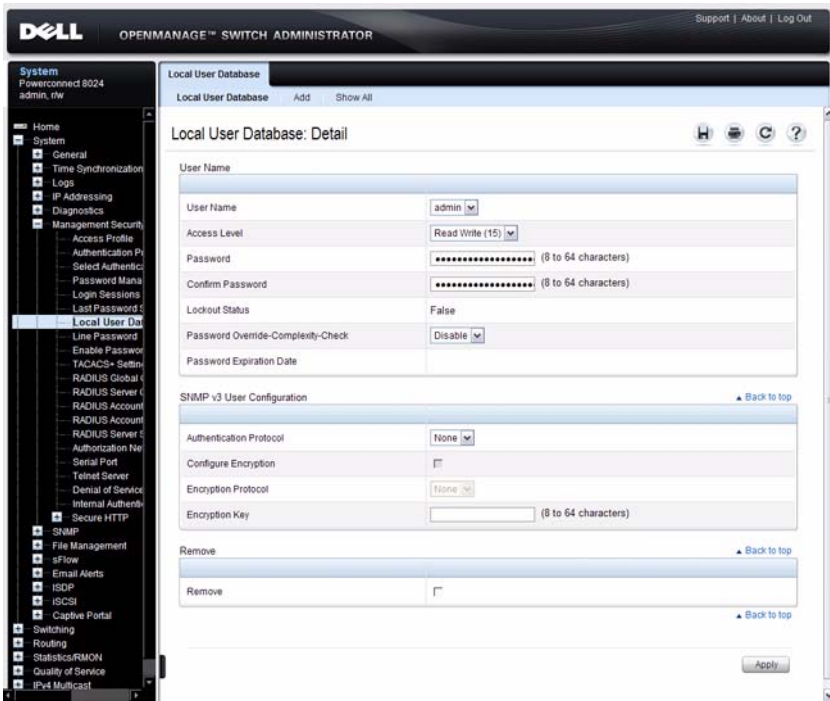 Support | About | Log Out
DELL
OPENMANAGE™ SWITCH ADMINISTRATOR
System
Powerconnect 8024
admin, r/w
Home
System
General
Time Synchronization
Logs
IP Addressing
Diagnostics
Management Security
Access Profile
Authentication Pr
Select Authentica
Password Mana
Login Sessions
Last Password S
Local User Dat
Line Password
Enable Passwor
TACACS+ Settin
RADIUS Global C
RADIUS Server C
RADIUS Account
RADIUS Account
RADIUS Server S
Authorization Ne
Serial Port
Telnet Server
Denial of Service
Internal Authenti
Secure HTTP
SNMP
File Management
sFlow
Email Alerts
ISDP
iSCSI
Captive Portal
Switching
Routing
Statistics/RMON
Quality of Service
IPv4 Multicast
Local User Database
Local User Database Add Show All
Local User Database: Detail
User Name
User Name admin
Access Level Read Write (15)
Password (8 to 64 characters)
Confirm Password (8 to 64 characters)
Lockout Status False
Password Override-Complexity-Check Disable
Password Expiration Date
SNMP v3 User Configuration Back to top
Authentication Protocol None
Configure Encryption
Encryption Protocol None
Encryption Key (8 to 64 characters)
Remove Back to top
Remove
Back to top
Apply